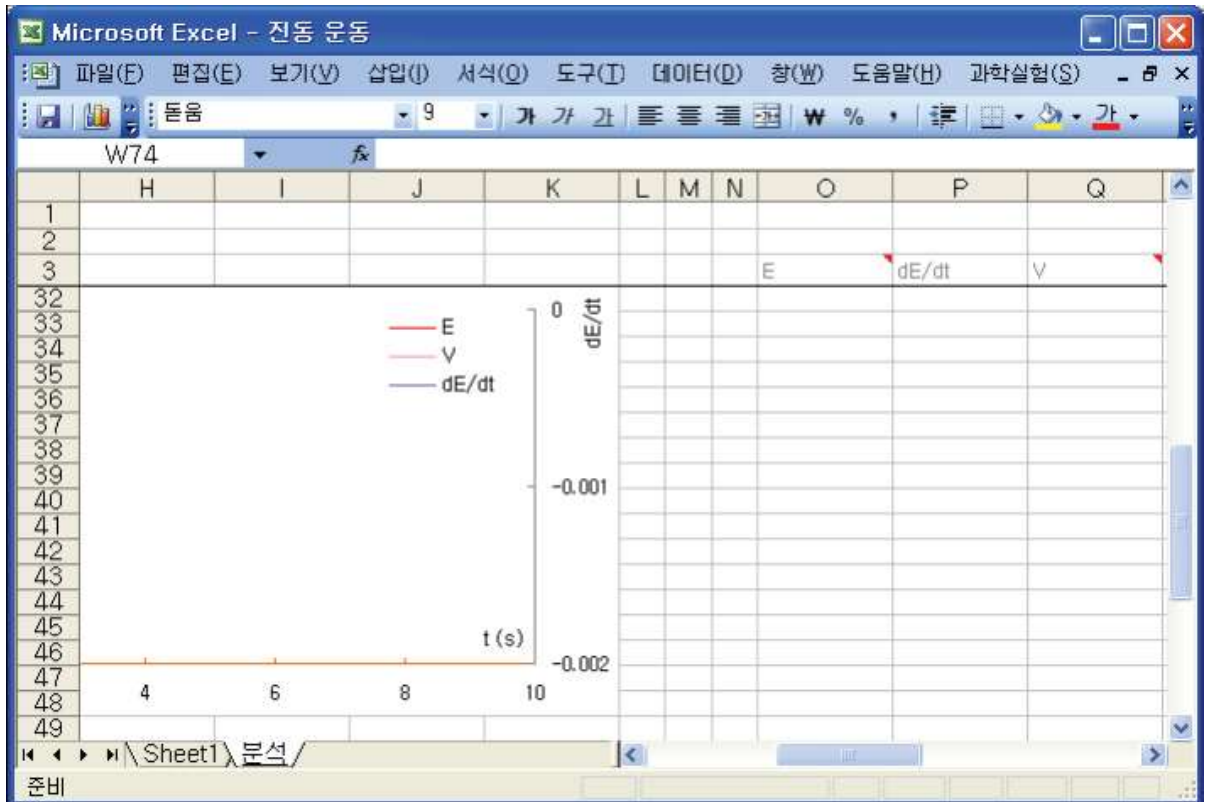 Microsoft Excel - 진동 운동
파일(F) 편집(E) 보기(V) 삽입(I) 서식(O) 도구(T) 데이터(D) 창(W) 도움말(H) 과학실험(S)
돋움 9 가 가 가 ₩ % , 가
W74 fx
H I J K L M N O P Q
1
2
3 E dE/dt V
32
33
34
35
36
37
38
39
40
41
42
43
44
45
46
47
48
49
E
V
dE/dt
0
dE/dt
-0.001
t (s)
-0.002
4 6 8 10
Sheet1 분석
준비